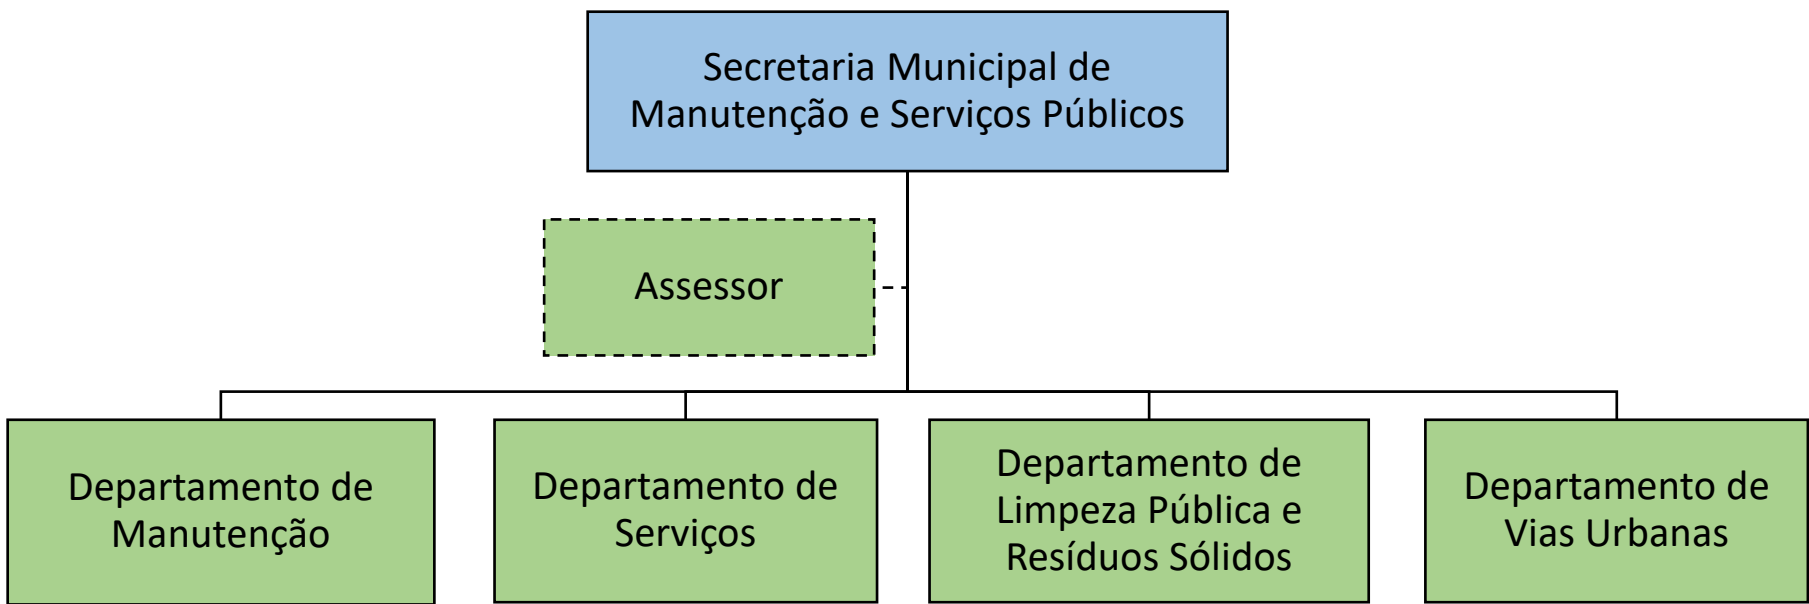 Secretaria Municipal de
Manutenção e Serviços Públicos
Assessor
Departamento de
Manutenção
Departamento de
Serviços
Departamento de
Limpeza Pública e
Resíduos Sólidos
Departamento de
Vias Urbanas